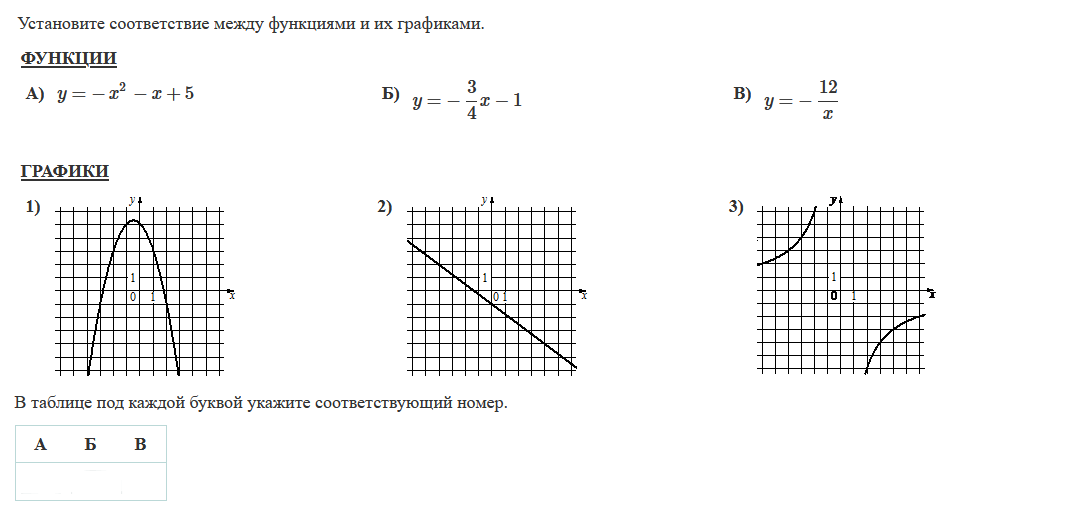 Установите соответствие между функциями и их графиками.
ФУНКЦИИ
А) y = −x² − x + 5 Б) y = −3/4 x − 1 В) y = −12/x
ГРАФИКИ
1) y 1 0 1 x 2) y 1 0 1 x 3) y 1 0 1 x
В таблице под каждой буквой укажите соответствующий номер.
А Б В